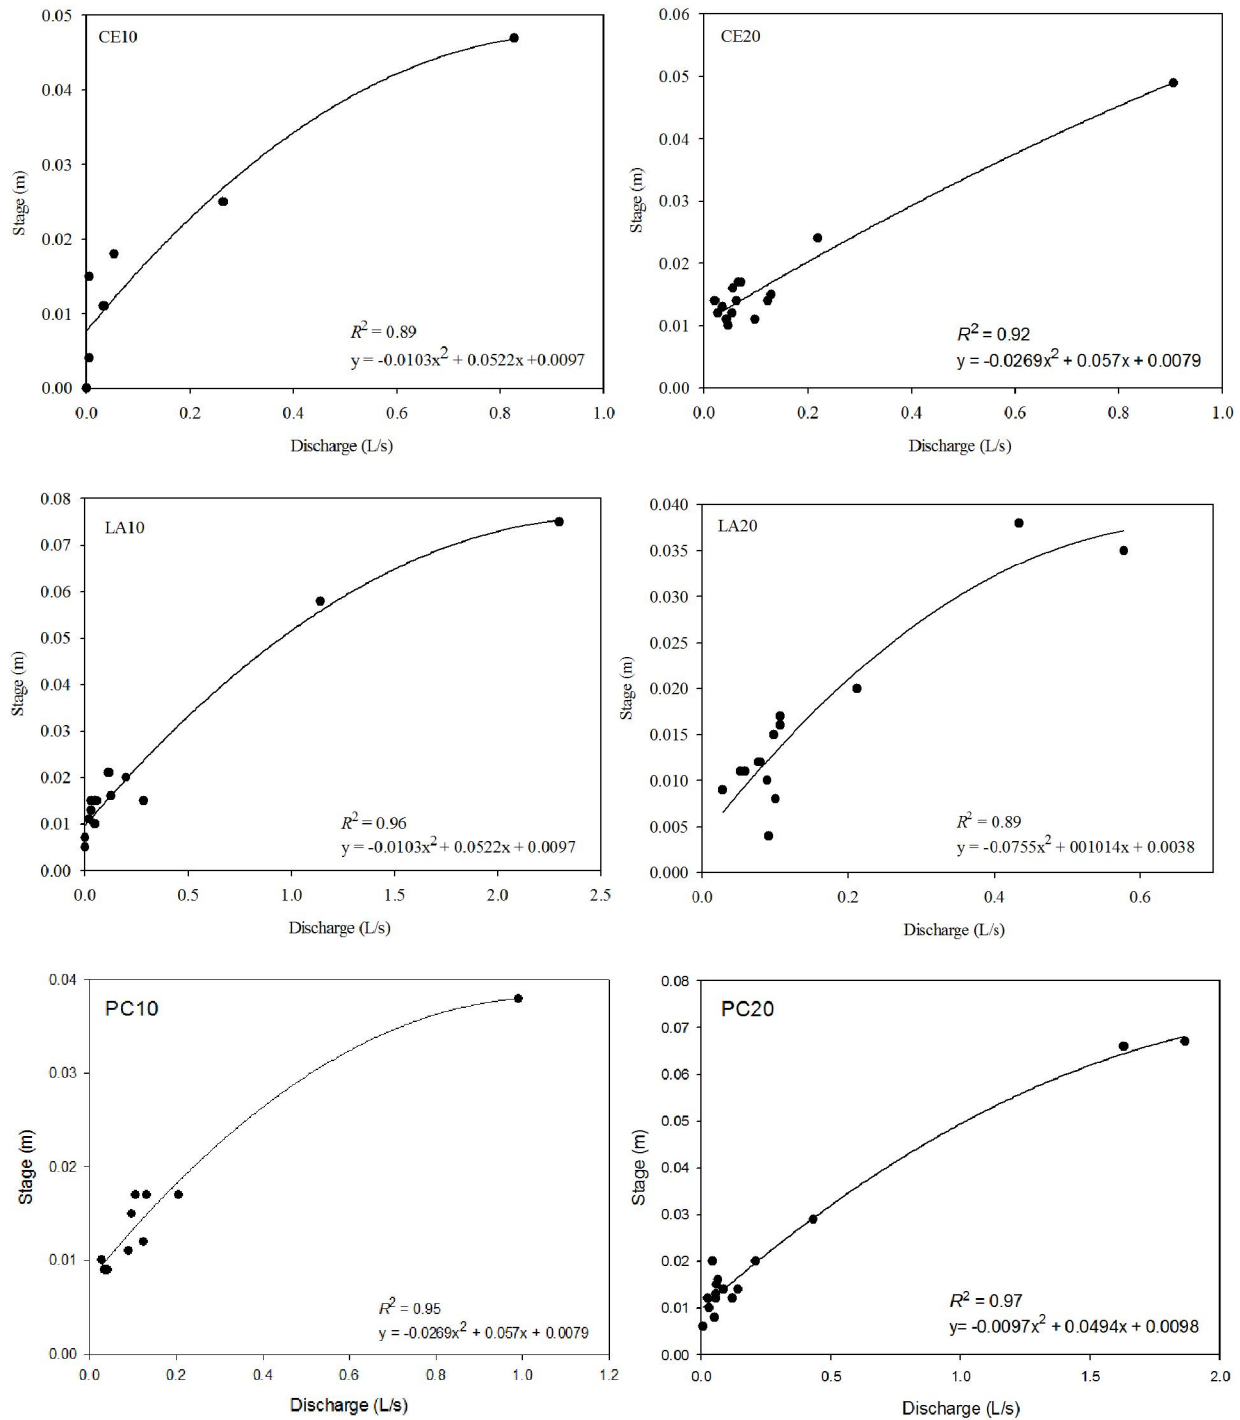 CE10
Stage (m)
0.05
0.04
0.03
0.02
0.01
0.00
R² = 0.89
y = -0.0103x² + 0.0522x +0.0097
0.0 0.2 0.4 0.6 0.8 1.0
Discharge (L/s)
CE20
Stage (m)
0.06
0.05
0.04
0.03
0.02
0.01
0.00
R² = 0.92
y = -0.0269x² + 0.057x + 0.0079
0.0 0.2 0.4 0.6 0.8 1.0
Discharge (L/s)
LA10
Stage (m)
0.08
0.07
0.06
0.05
0.04
0.03
0.02
0.01
0.00
R² = 0.96
y = -0.0103x² + 0.0522x + 0.0097
0.0 0.5 1.0 1.5 2.0 2.5
Discharge (L/s)
LA20
Stage (m)
0.040
0.035
0.030
0.025
0.020
0.015
0.010
0.005
0.000
R² = 0.89
y = -0.0755x² + 001014x + 0.0038
0.0 0.2 0.4 0.6
Discharge (L/s)
PC10
Stage (m)
0.04
0.03
0.02
0.01
0.00
R² = 0.95
y = -0.0269x² + 0.057x + 0.0079
0.0 0.2 0.4 0.6 0.8 1.0 1.2
Discharge (L/s)
PC20
Stage (m)
0.08
0.07
0.06
0.05
0.04
0.03
0.02
0.01
0.00
R² = 0.97
y= -0.0097x² + 0.0494x + 0.0098
0.0 0.5 1.0 1.5 2.0
Discharge (L/s)